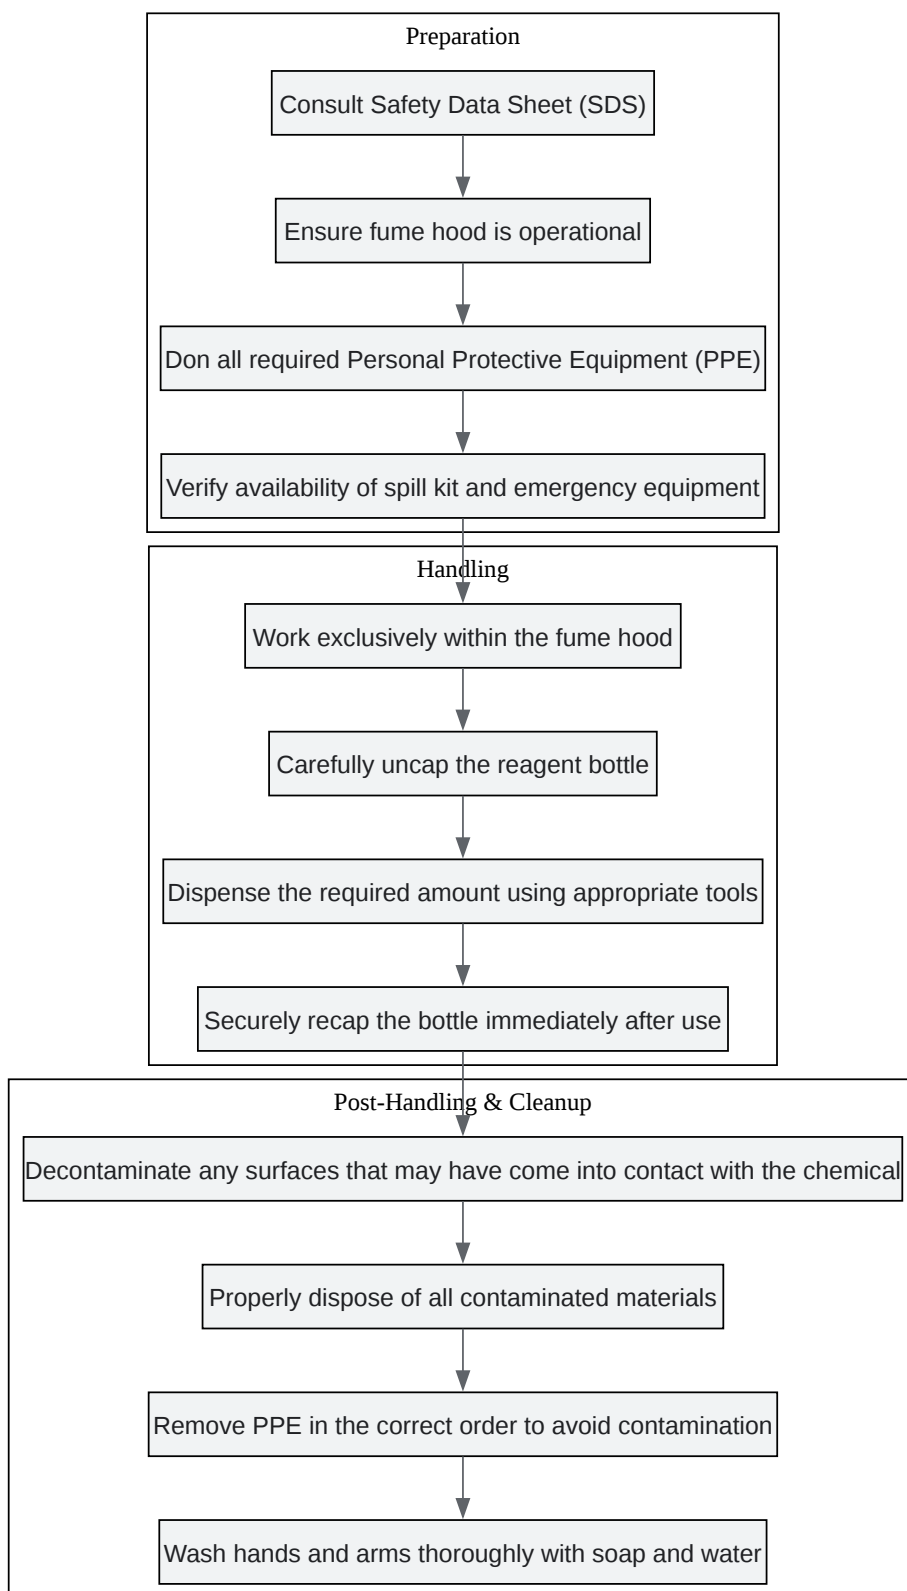 Preparation
Consult Safety Data Sheet (SDS)
Ensure fume hood is operational
Don all required Personal Protective Equipment (PPE)
Verify availability of spill kit and emergency equipment
Handling
Work exclusively within the fume hood
Carefully uncap the reagent bottle
Dispense the required amount using appropriate tools
Securely recap the bottle immediately after use
Post-Handling & Cleanup
Decontaminate any surfaces that may have come into contact with the chemical
Properly dispose of all contaminated materials
Remove PPE in the correct order to avoid contamination
Wash hands and arms thoroughly with soap and water